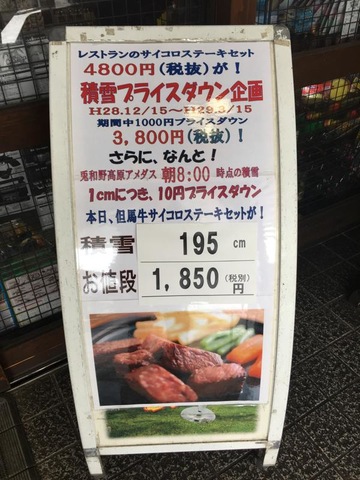 レストランのサイコロステーキセット
4800円(税抜)が!
積雪プライスダウン企画
H28.12/15〜H29.3/15
期間中1000円プライスダウン
3,800円(税抜)!
さらに、なんと!
兎和野高原アメダス 朝8:00 時点の積雪
1cmにつき、10円プライスダウン
本日、但馬牛サイコロステーキセットが!
積雪 195 cm
お値段 1,850 (税別)円